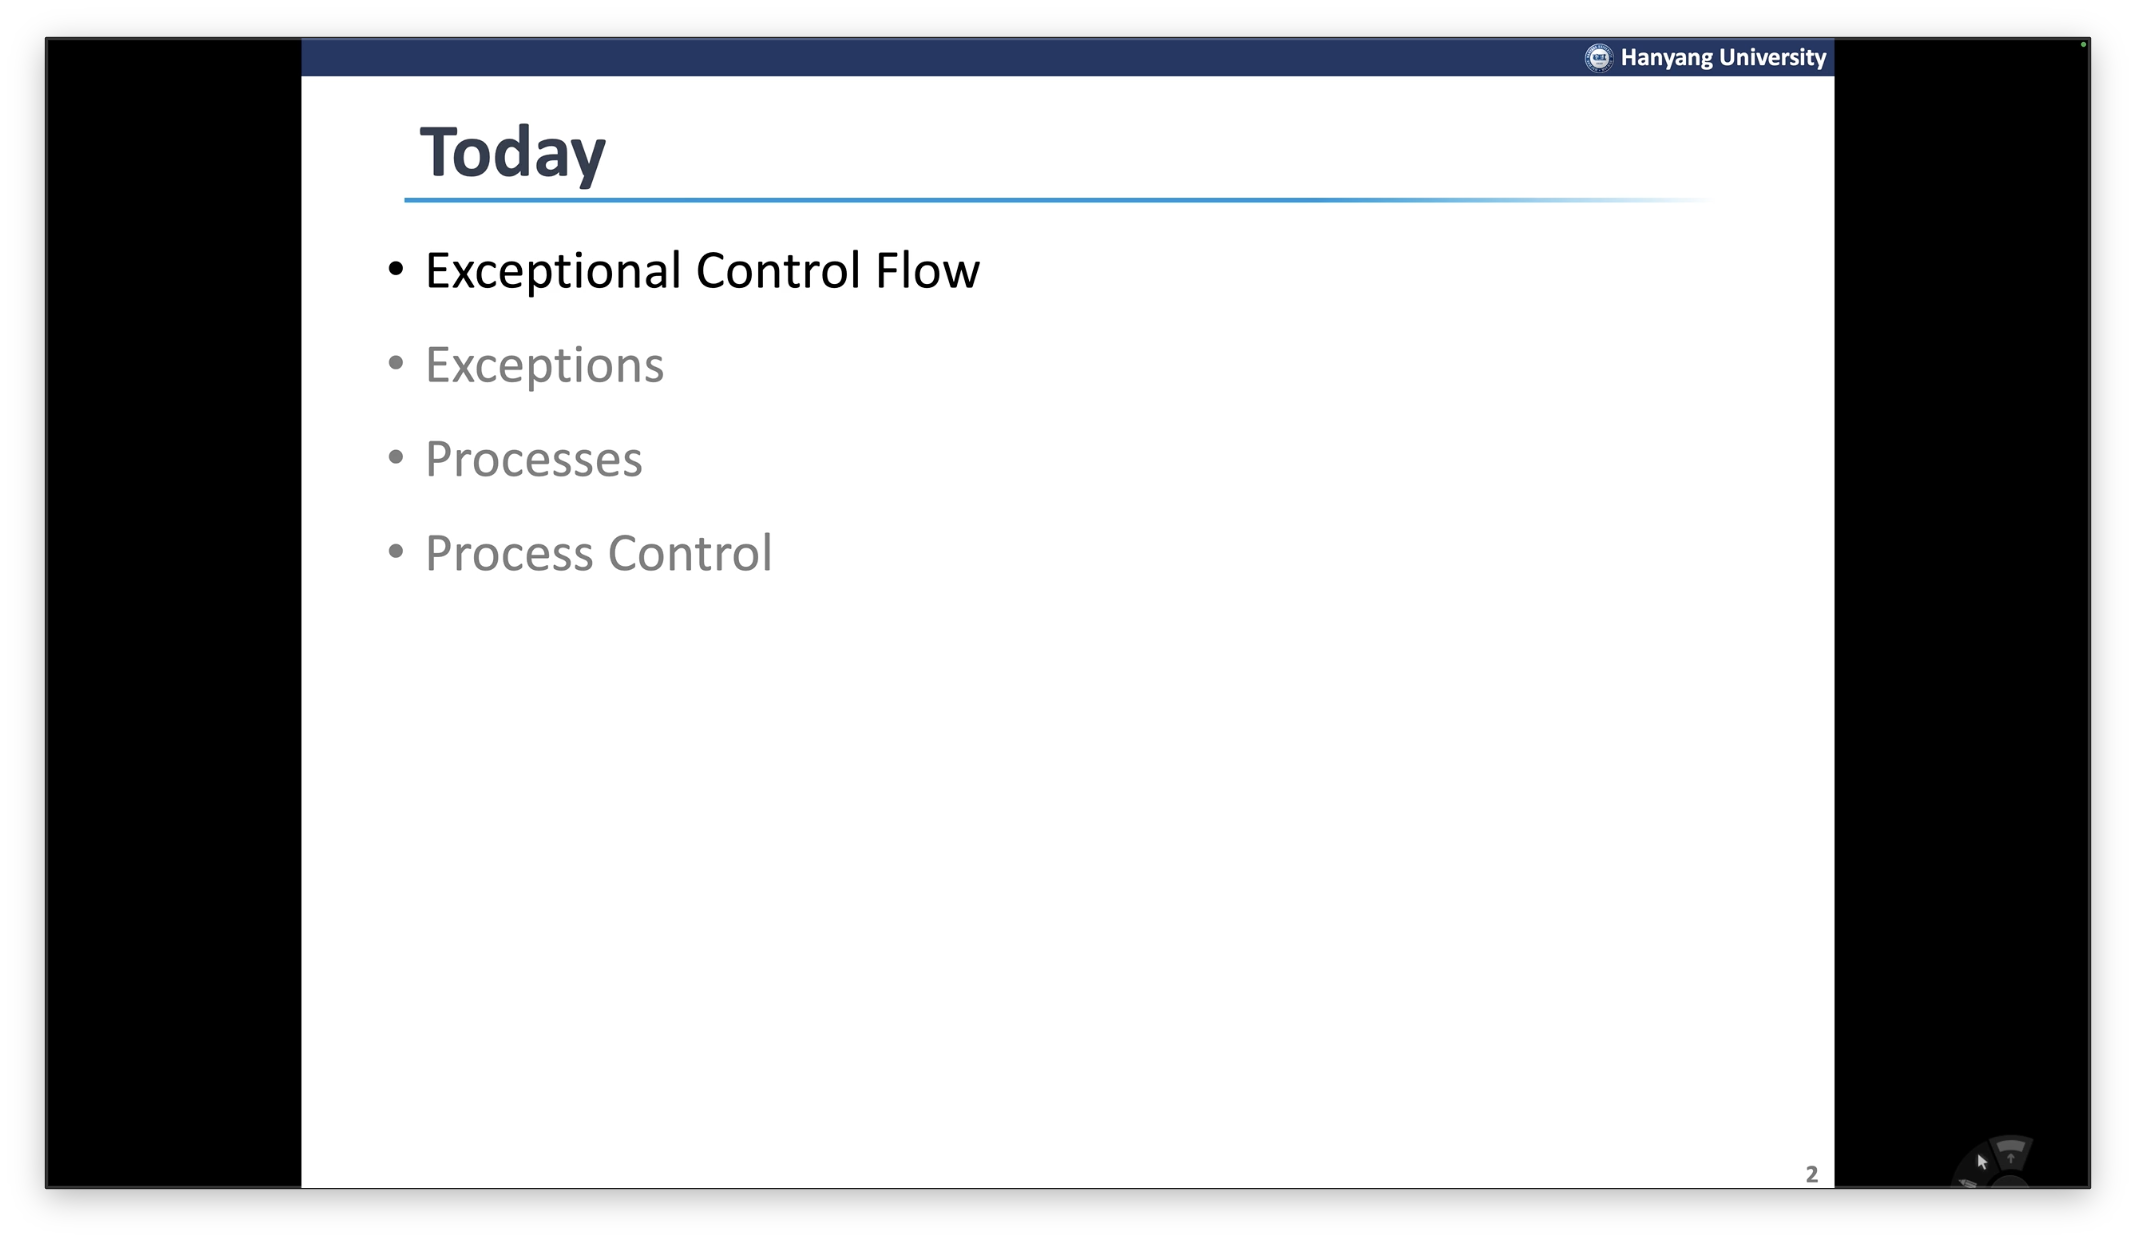 Hanyang University
Today
• Exceptional Control Flow
• Exceptions
• Processes
• Process Control
2